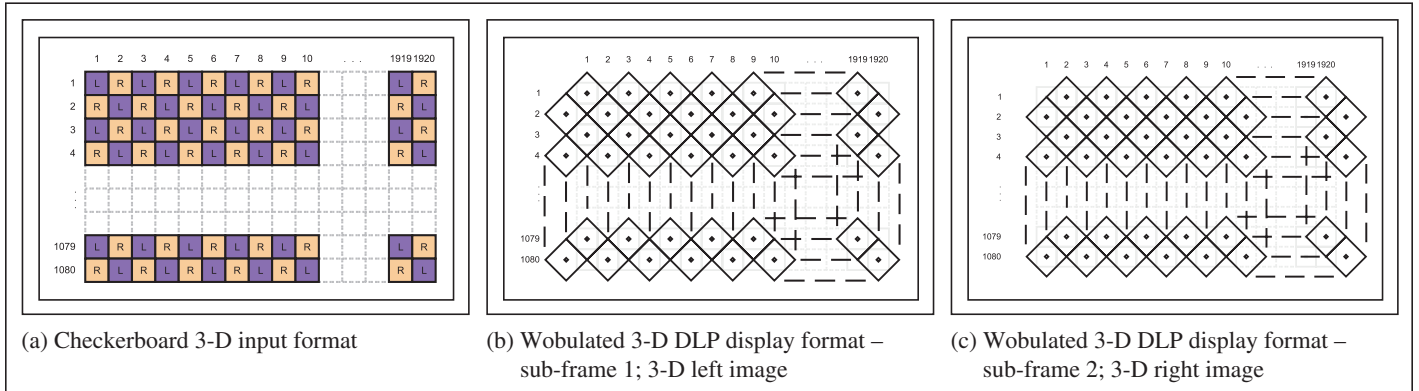 1 2 3 4 5 6 7 8 9 10 . . . 1919 1920
1 L R L R L R L R L R L R
2 R L R L R L R L R L R L
3 L R L R L R L R L R L R
4 R L R L R L R L R L R L
. . .
1079 L R L R L R L R L R L R
1080 R L R L R L R L R L R L
(a) Checkerboard 3-D input format
1 2 3 4 5 6 7 8 9 10 . . . 1919 1920
1
2
3
4
. . .
1079
1080
(b) Wobulated 3-D DLP display format –
sub-frame 1; 3-D left image
1 2 3 4 5 6 7 8 9 10 . . . 1919 1920
1
2
3
4
. . .
1079
1080
(c) Wobulated 3-D DLP display format –
sub-frame 2; 3-D right image